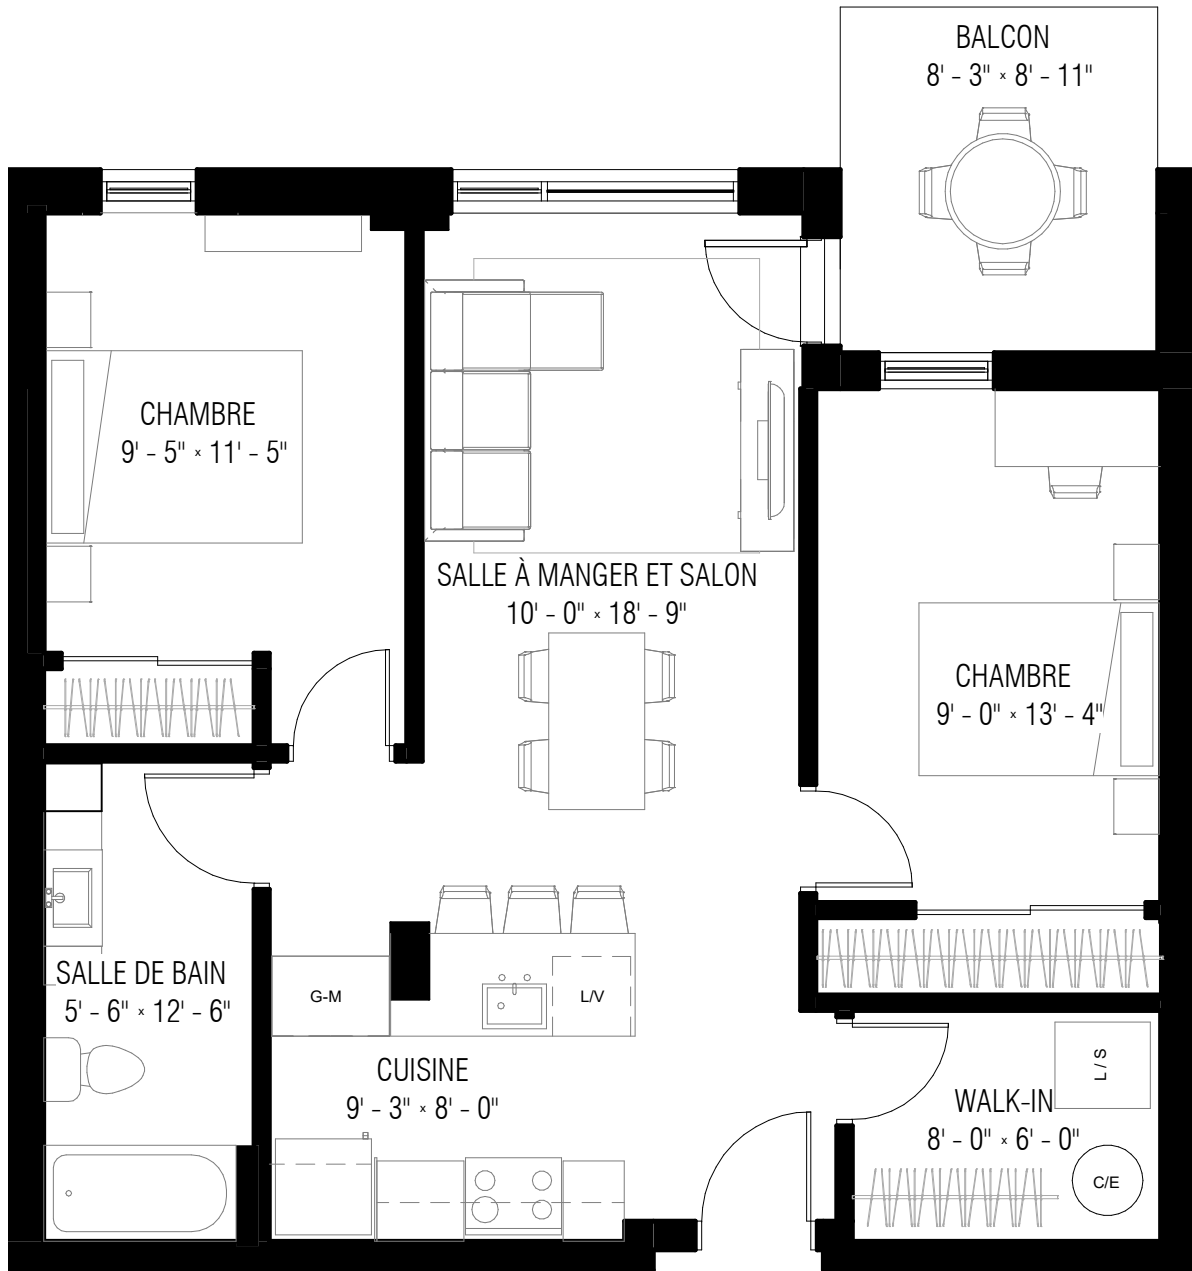 BALCON
8' - 3" x 8' - 11"
CHAMBRE
9' - 5" x 11' - 5"
SALLE À MANGER ET SALON
10' - 0" x 18' - 9"
CHAMBRE
9' - 0" x 13' - 4"
SALLE DE BAIN
5' - 6" x 12' - 6"
G-M
L/V
CUISINE
9' - 3" x 8' - 0"
L / S
WALK-IN
8' - 0" x 6' - 0"
C/E